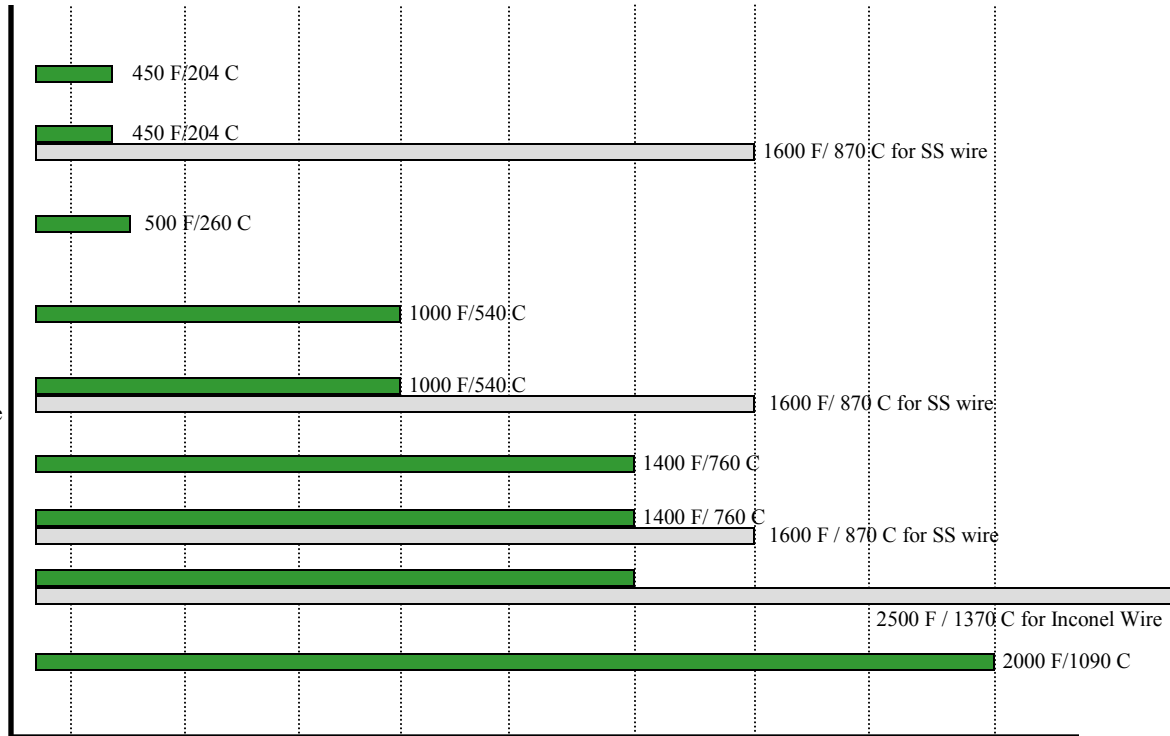 450 F/204 C
450 F/204 C
1600 F/ 870 C for SS wire
500 F/260 C
1000 F/540 C
1000 F/540 C
1600 F/ 870 C for SS wire
1400 F/760 C
1400 F/ 760 C
1600 F / 870 C for SS wire
2500 F / 1370 C for Inconel Wire
2000 F/1090 C